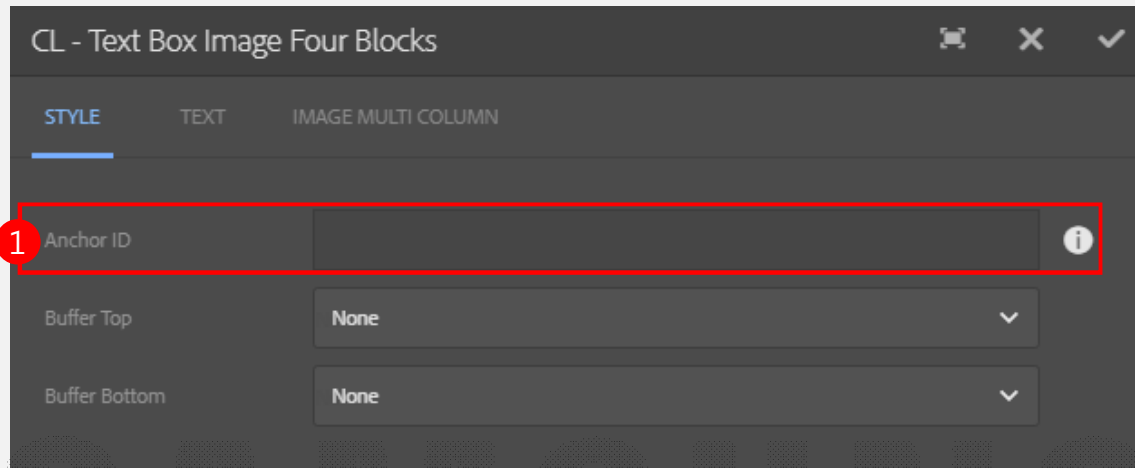 CL - Text Box Image Four Blocks
STYLE TEXT IMAGE MULTI COLUMN
1 Anchor ID
Buffer Top None
Buffer Bottom None